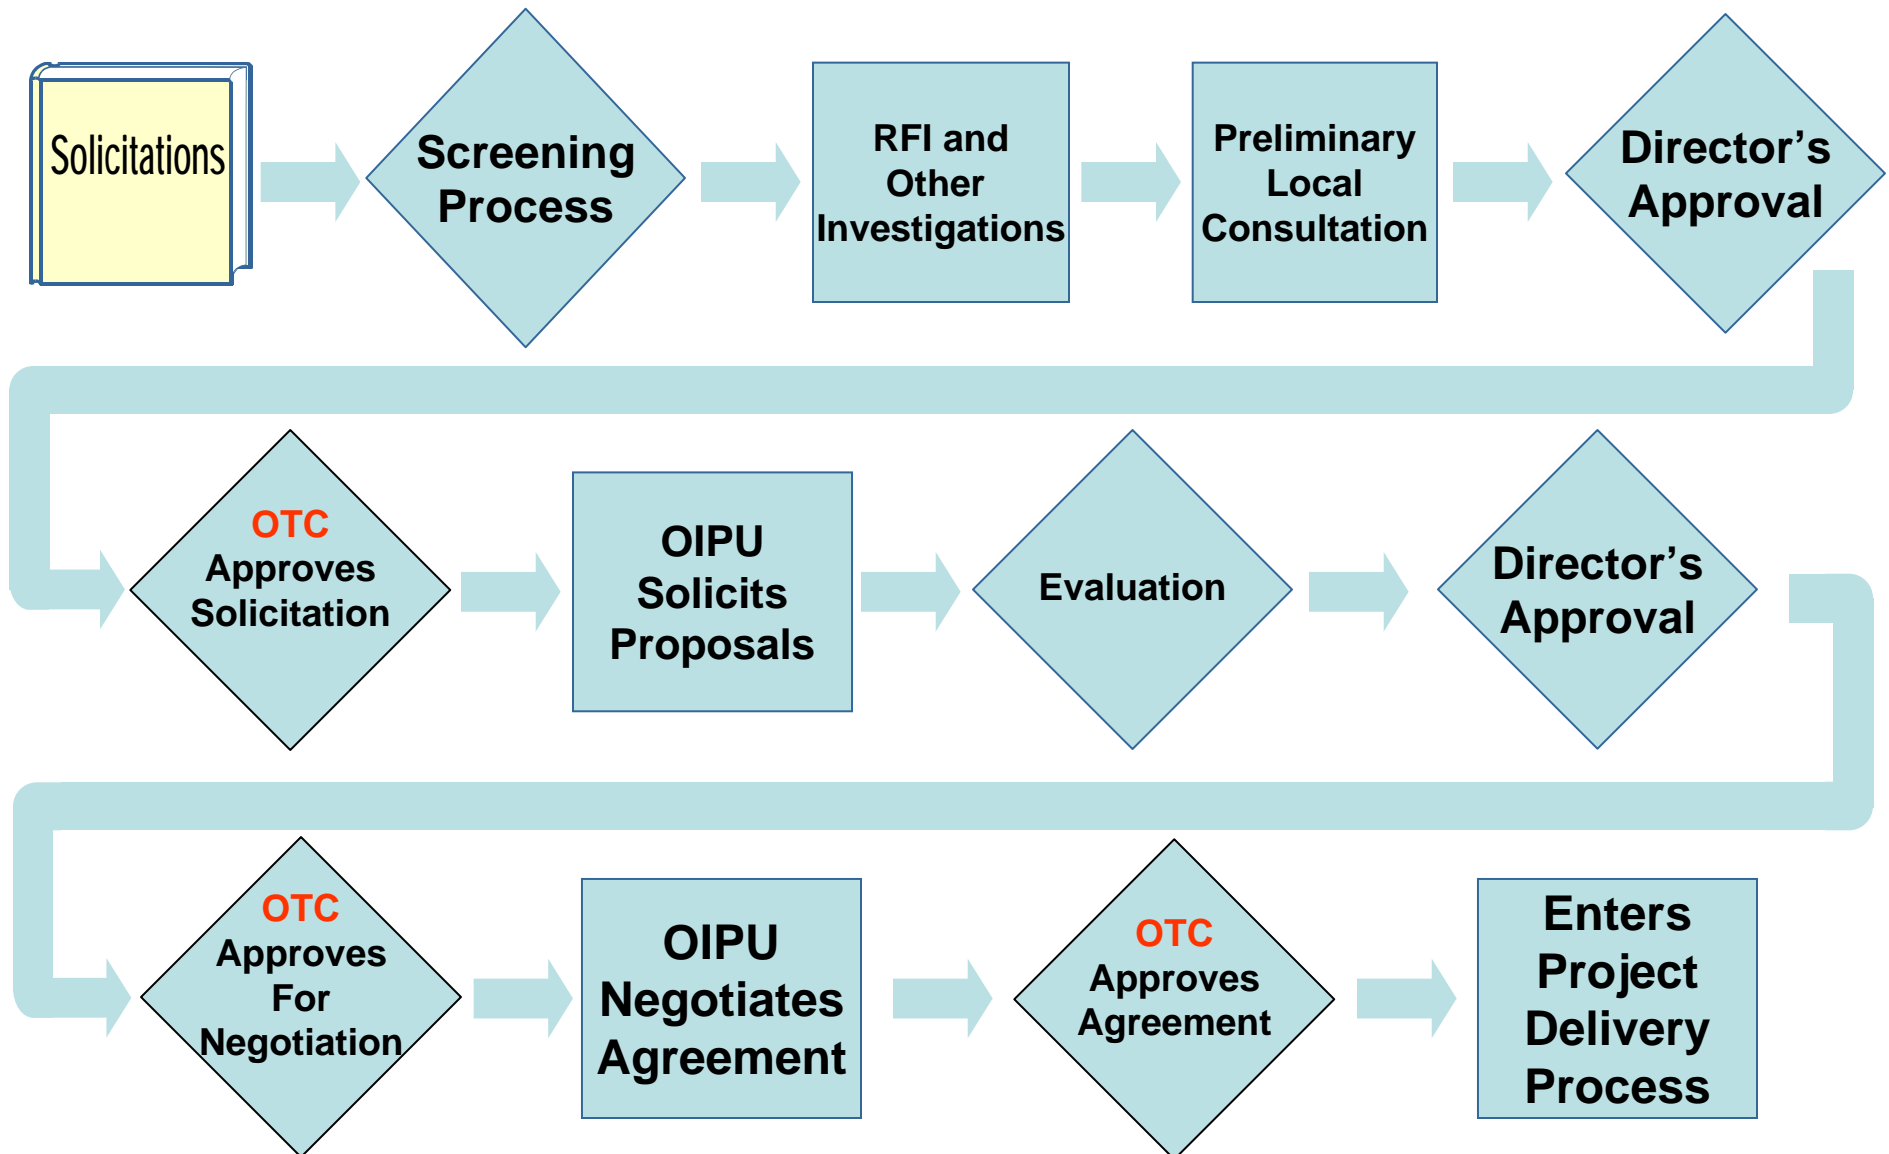 Solicitations
Screening
Process
RFI and
Other
Investigations
Preliminary
Local
Consultation
Director’s
Approval
OTC
Approves
Solicitation
OIPU
Solicits
Proposals
Evaluation
Director’s
Approval
OTC
Approves
For
Negotiation
OIPU
Negotiates
Agreement
OTC
Approves
Agreement
Enters
Project
Delivery
Process